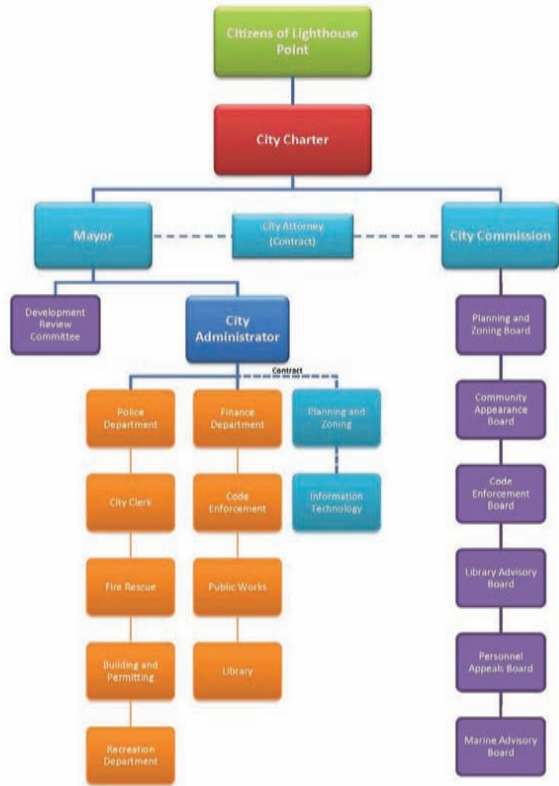 Citizens of Lighthouse
Point
City Charter
Mayor
City Attorney
(Contract)
City Commission
Development
Review
Committee
City
Administrator
Contract
Planning and
Zoning Board
Police
Department
Finance
Department
Planning and
Zoning
Community
Appearance
Board
City Clerk
Code
Enforcement
Information
Technology
Code
Enforcement
Board
Fire Rescue
Public Works
Library Advisory
Board
Building and
Permitting
Library
Personnel
Appeals Board
Recreation
Department
Marine Advisory
Board